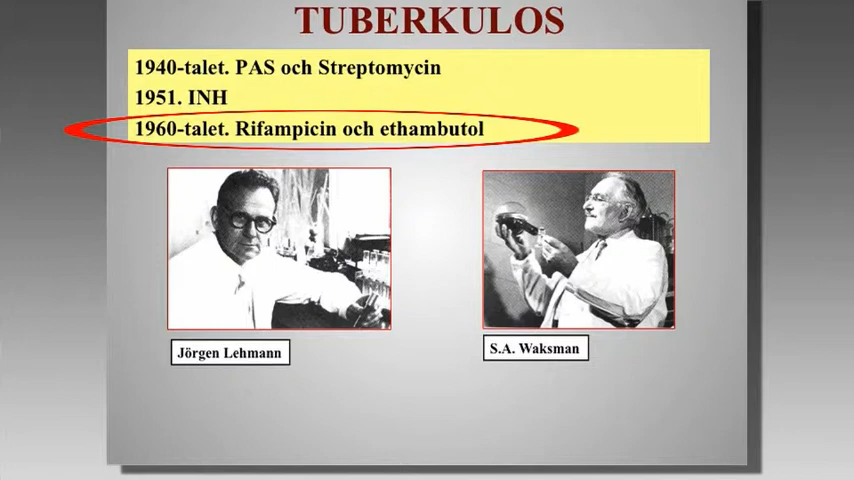 TUBERKULOS
1940-talet. PAS och Streptomycin
1951. INH
1960-talet. Rifampicin och ethambutol
Jörgen Lehmann
S.A. Waksman